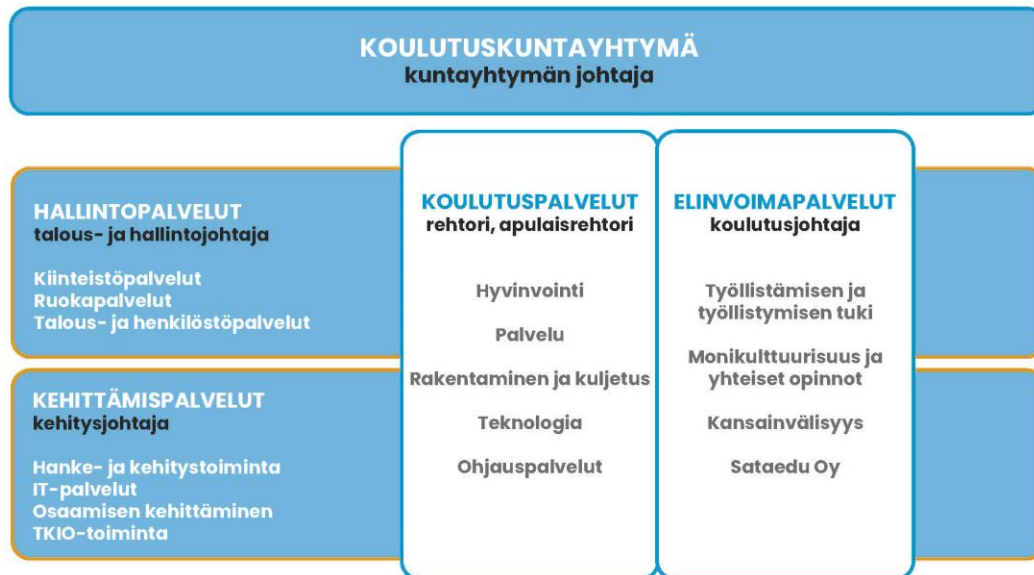 KOULUTUSKUNTAYHTYMÄ
kuntayhtymän johtaja
HALLINTOPALVELUT
talous- ja hallintojohtaja
Kiinteistöpalvelut
Ruokapalvelut
Talous- ja henkilöstöpalvelut
KEHITTÄMISPALVELUT
kehitysjohtaja
Hanke- ja kehitystoiminta
IT-palvelut
Osaamisen kehittäminen
TKIO-toiminta
KOULUTUSPALVELUT
rehtori, apulaisrehtori
Hyvinvointi
Palvelu
Rakentaminen ja kuljetus
Teknologia
Ohjauspalvelut
ELINVOIMAPALVELUT
koulutusjohtaja
Työllistämisen ja
työllistymisen tuki
Monikulttuurisuus ja
yhteiset opinnot
Kansainvälisyys
Sataedu Oy